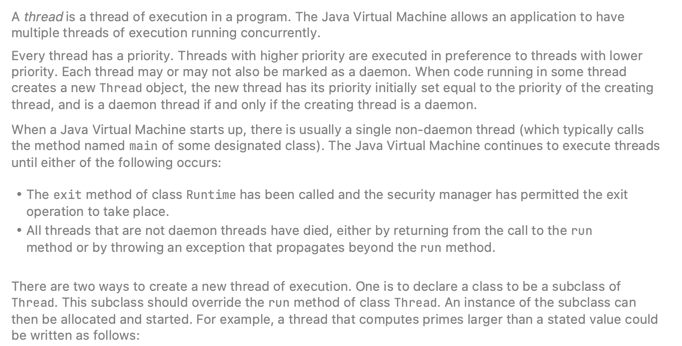 A thread is a thread of execution in a program. The Java Virtual Machine allows an application to have
multiple threads of execution running concurrently.
Every thread has a priority. Threads with higher priority are executed in preference to threads with lower
priority. Each thread may or may not also be marked as a daemon. When code running in some thread
creates a new Thread object, the new thread has its priority initially set equal to the priority of the creating
thread, and is a daemon thread if and only if the creating thread is a daemon.
When a Java Virtual Machine starts up, there is usually a single non-daemon thread (which typically calls
the method named main of some designated class). The Java Virtual Machine continues to execute threads
until either of the following occurs:
• The exit method of class Runtime has been called and the security manager has permitted the exit
operation to take place.
• All threads that are not daemon threads have died, either by returning from the call to the run
method or by throwing an exception that propagates beyond the run method.
There are two ways to create a new thread of execution. One is to declare a class to be a subclass of
Thread. This subclass should override the run method of class Thread. An instance of the subclass can
then be allocated and started. For example, a thread that computes primes larger than a stated value could
be written as follows: